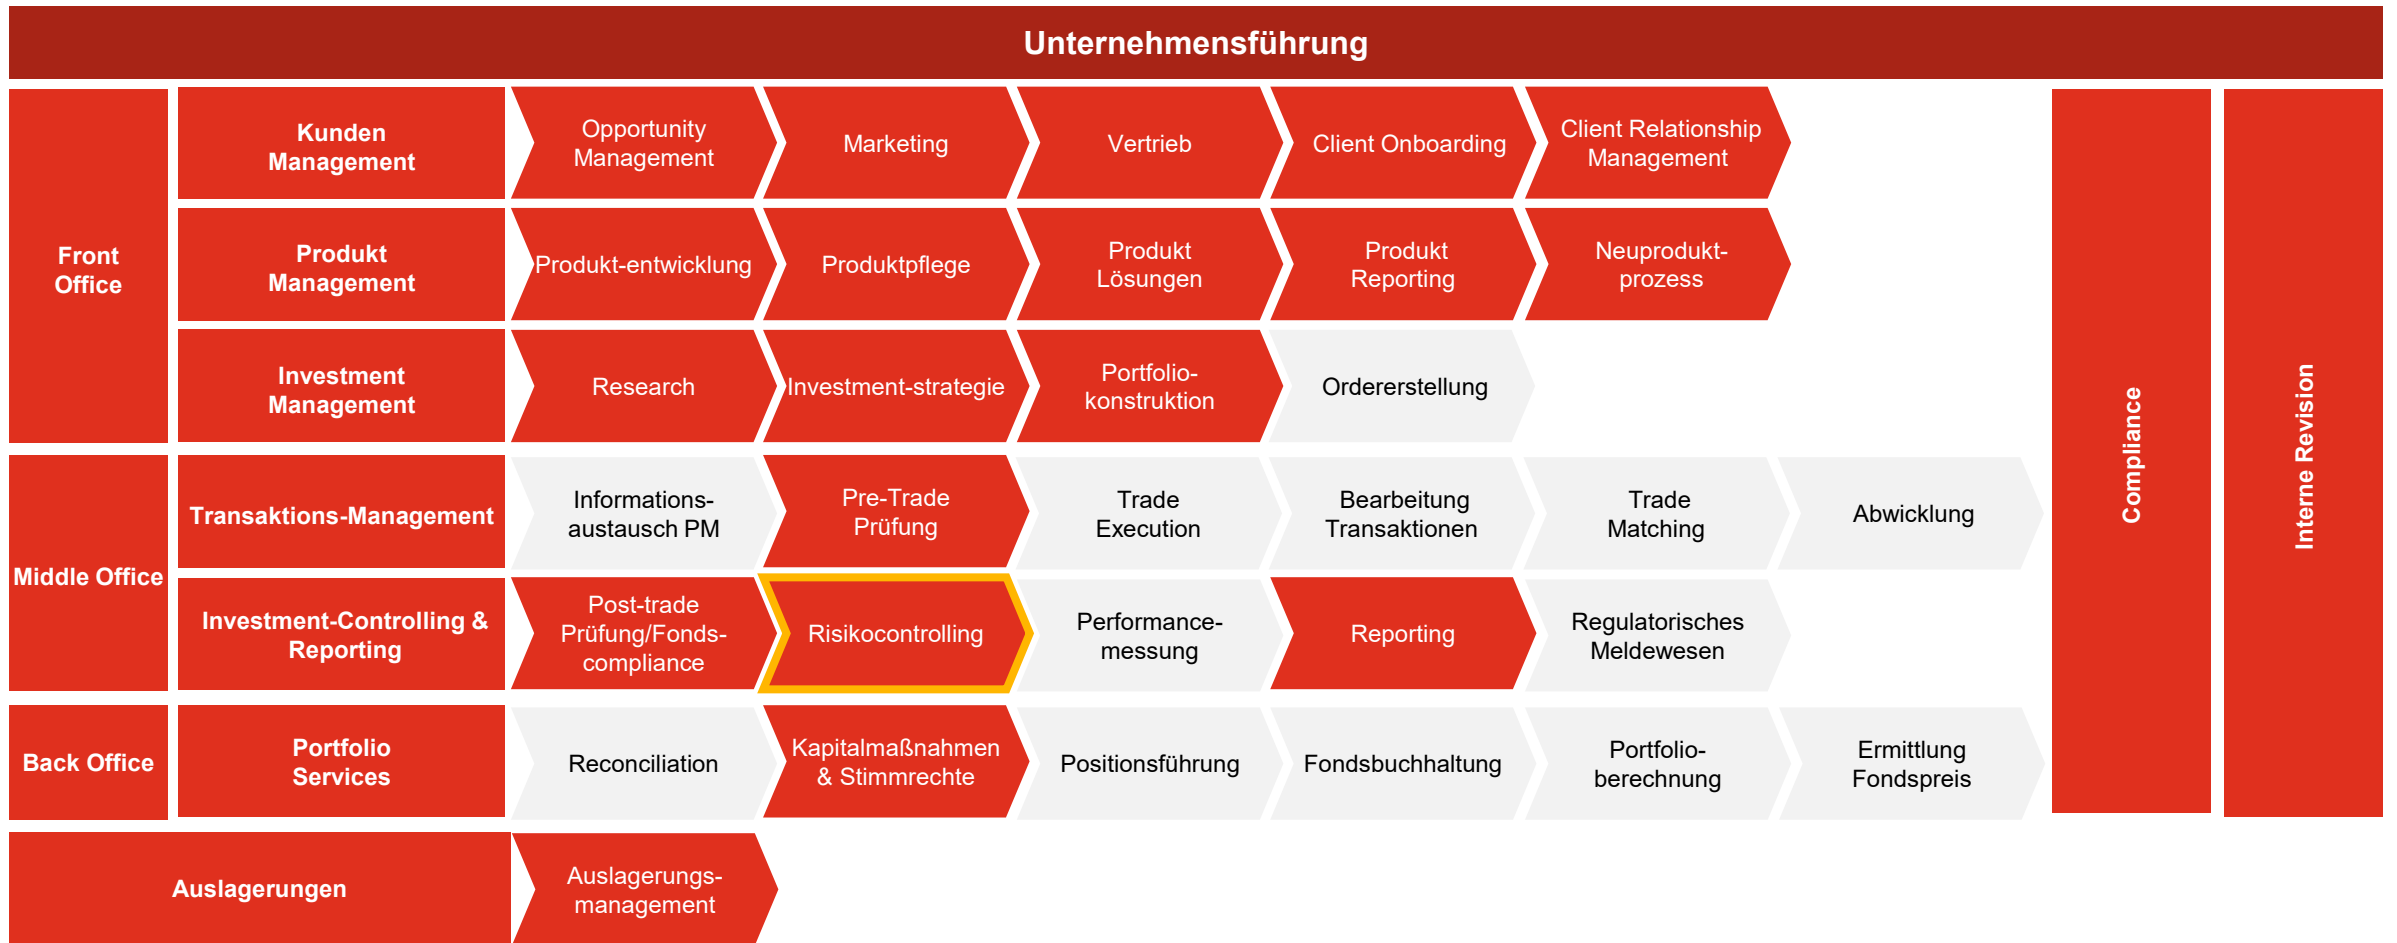 Unternehmensführung
Front
Office
Kunden
Management
Opportunity
Management
Marketing
Vertrieb
Client Onboarding
Client Relationship
Management
Produkt
Management
Produkt-entwicklung
Produktpflege
Produkt
Lösungen
Produkt
Reporting
Neuprodukt-
prozess
Investment
Management
Research
Investment-strategie
Portfolio-
konstruktion
Ordererstellung
Middle Office
Transaktions-Management
Informations-
austausch PM
Pre-Trade
Prüfung
Trade
Execution
Bearbeitung
Transaktionen
Trade
Matching
Abwicklung
Investment-Controlling &
Reporting
Post-trade
Prüfung/Fonds-
compliance
Risikocontrolling
Performance-
messung
Reporting
Regulatorisches
Meldewesen
Back Office
Portfolio
Services
Reconciliation
Kapitalmaßnahmen
& Stimmrechte
Positionsführung
Fondsbuchhaltung
Portfolio-
berechnung
Ermittlung
Fondspreis
Auslagerungen
Auslagerungs-
management
Compliance
Interne Revision